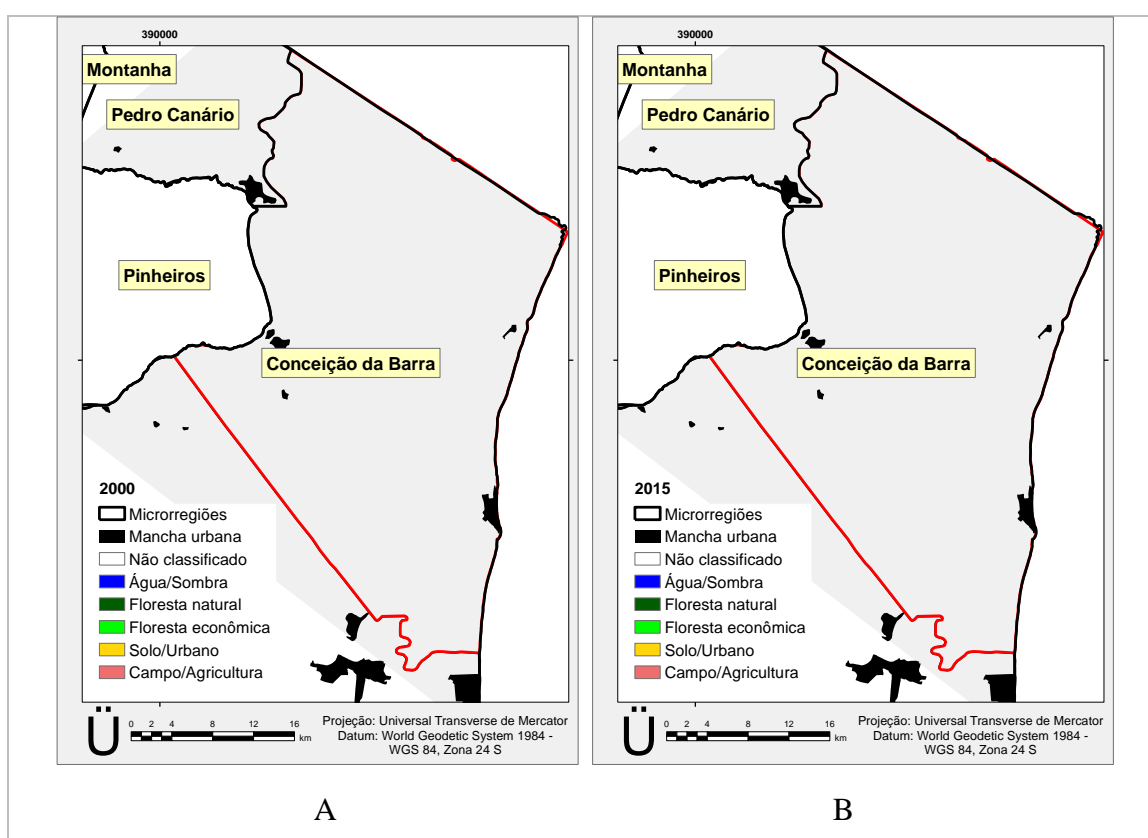 390000
Montanha
Pedro Canário
Pinheiros
Conceição da Barra
2000
Microrregiões
Mancha urbana
Não classificado
Água/Sombra
Floresta natural
Floresta econômica
Solo/Urbano
Campo/Agricultura
Ü
0 2 4 8 12 16
km
Projeção: Universal Transverse de Mercator
Datum: World Geodetic System 1984 -
WGS 84, Zona 24 S
A
390000
Montanha
Pedro Canário
Pinheiros
Conceição da Barra
2015
Microrregiões
Mancha urbana
Não classificado
Água/Sombra
Floresta natural
Floresta econômica
Solo/Urbano
Campo/Agricultura
Ü
0 2 4 8 12 16
km
Projeção: Universal Transverse de Mercator
Datum: World Geodetic System 1984 -
WGS 84, Zona 24 S
B